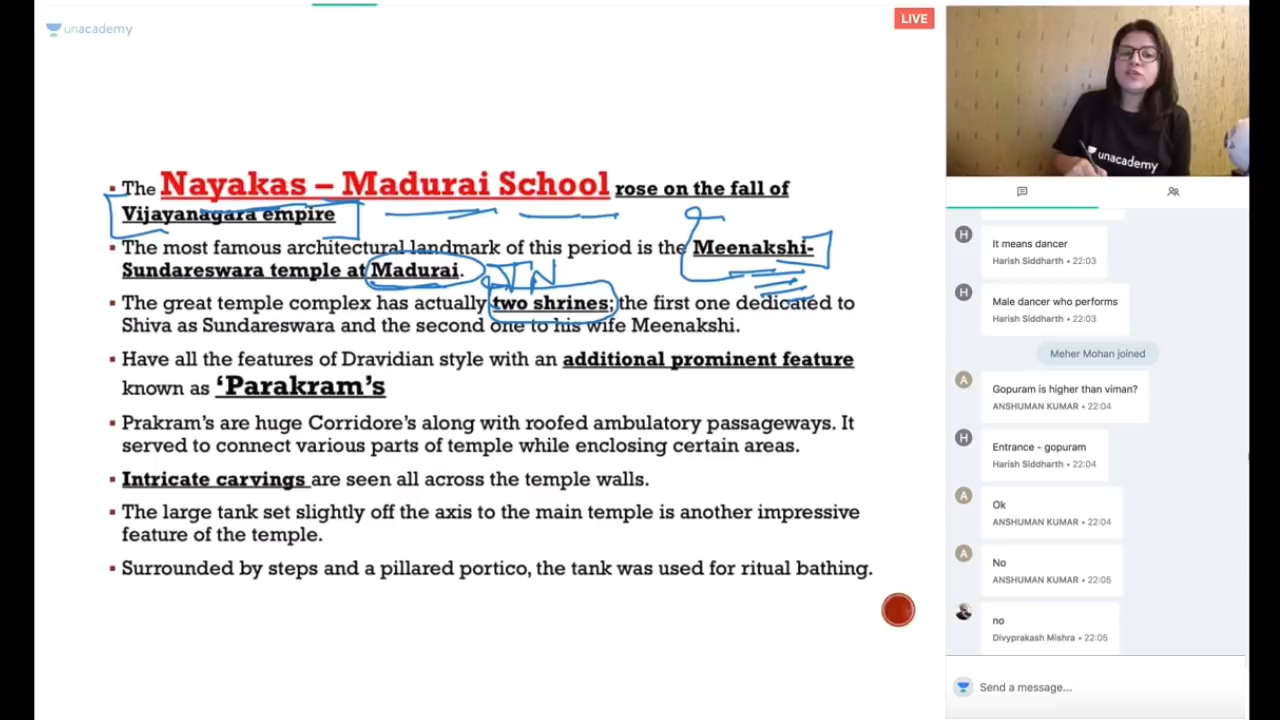 unacademy
LIVE
▪ The Nayakas – Madurai School rose on the fall of
Vijayanagara empire
▪ The most famous architectural landmark of this period is the Meenakshi-
Sundareswara temple at Madurai.
TN
▪ The great temple complex has actually two shrines; the first one dedicated to
Shiva as Sundareswara and the second one to his wife Meenakshi.
▪ Have all the features of Dravidian style with an additional prominent feature
known as ‘Parakram’s
▪ Prakram’s are huge Corridore’s along with roofed ambulatory passageways. It
served to connect various parts of temple while enclosing certain areas.
▪ Intricate carvings are seen all across the temple walls.
▪ The large tank set slightly off the axis to the main temple is another impressive
feature of the temple.
▪ Surrounded by steps and a pillared portico, the tank was used for ritual bathing.
unacademy
H
It means dancer
Harish Siddharth • 22:03
H
Male dancer who performs
Harish Siddharth • 22:03
Meher Mohan joined
A
Gopuram is higher than viman?
ANSHUMAN KUMAR • 22:04
H
Entrance - gopuram
Harish Siddharth • 22:04
A
Ok
ANSHUMAN KUMAR • 22:04
A
No
ANSHUMAN KUMAR • 22:05
no
Divyprakash Mishra • 22:05
Send a message...